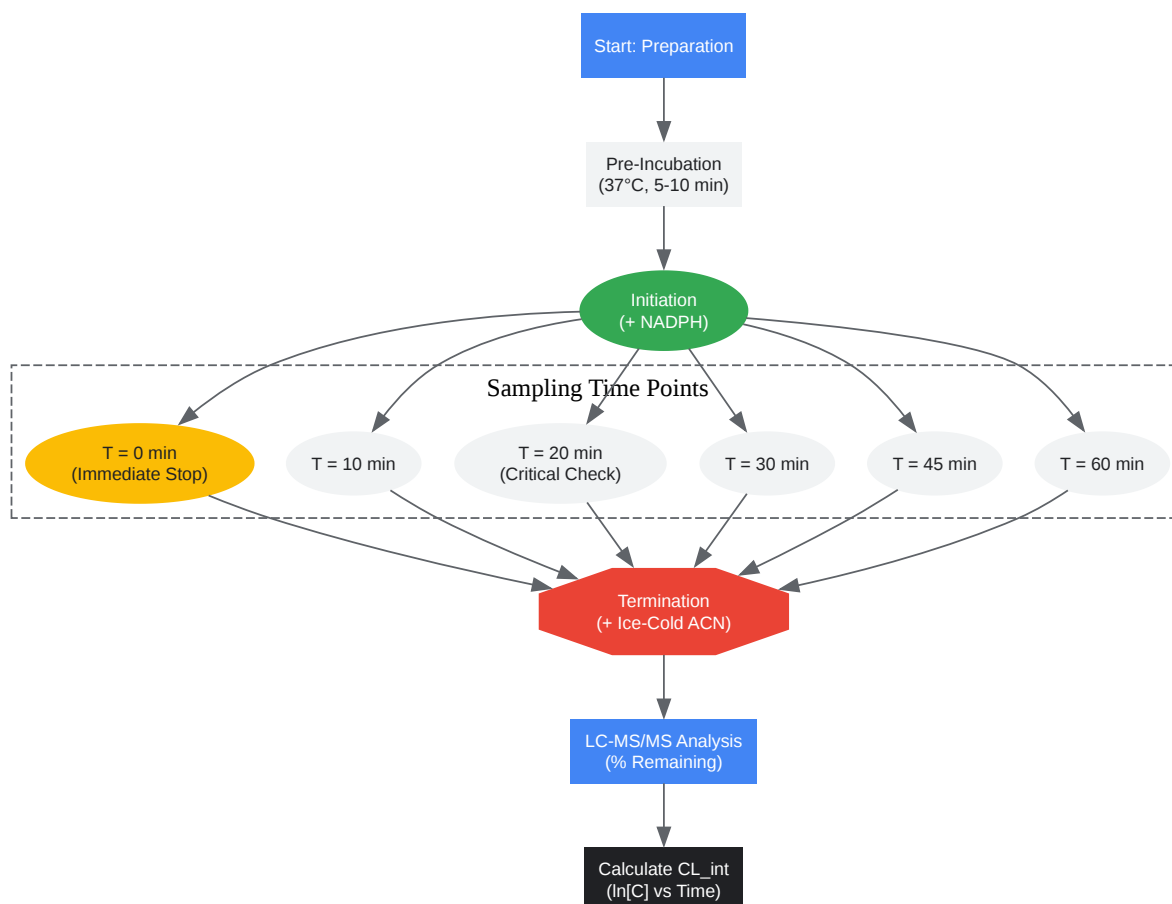 Start: Preparation
Pre-Incubation
(37°C, 5-10 min)
Initiation
(+ NADPH)
Sampling Time Points
T = 0 min
(Immediate Stop)
T = 10 min
T = 20 min
(Critical Check)
T = 30 min
T = 45 min
T = 60 min
Termination
(+ Ice-Cold ACN)
LC-MS/MS Analysis
(% Remaining)
Calculate CL_int
(ln[C] vs Time)